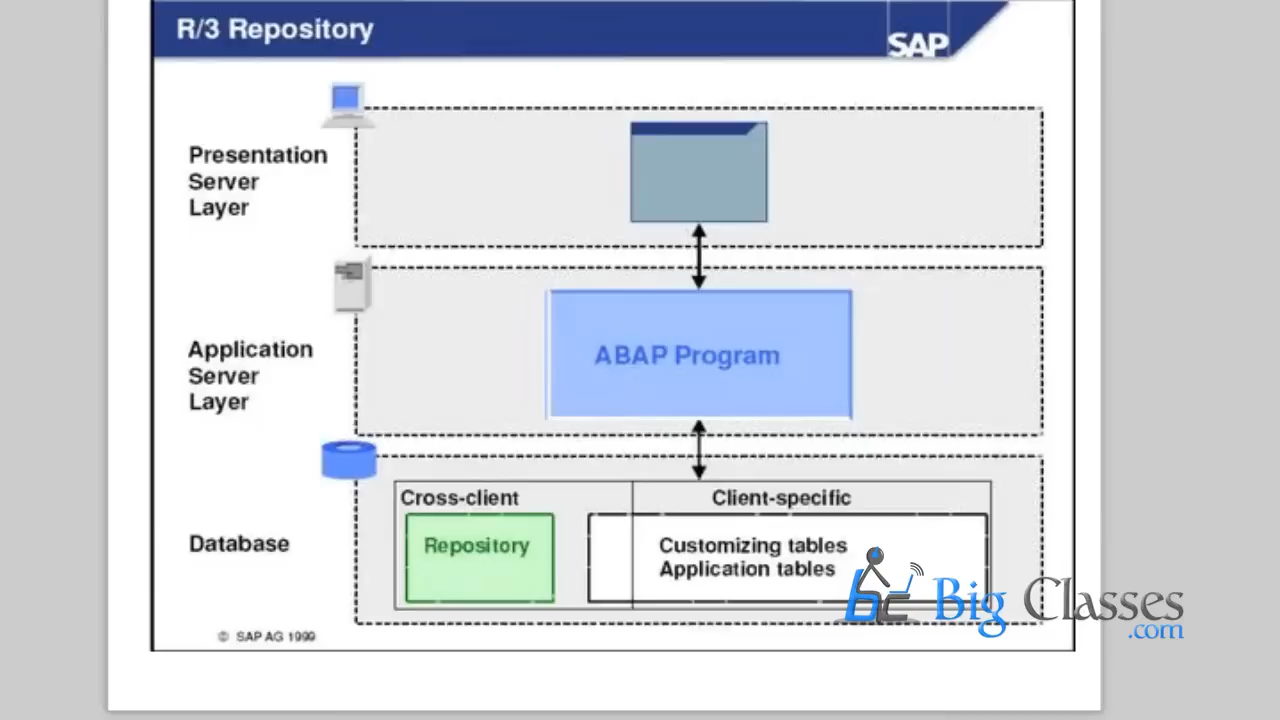 R/3 Repository
SAP
Presentation
Server
Layer
Application
Server
Layer
ABAP Program
Database
Cross-client
Client-specific
Repository
Customizing tables
Application tables
© SAP AG 1999
bc Big Classes
.com